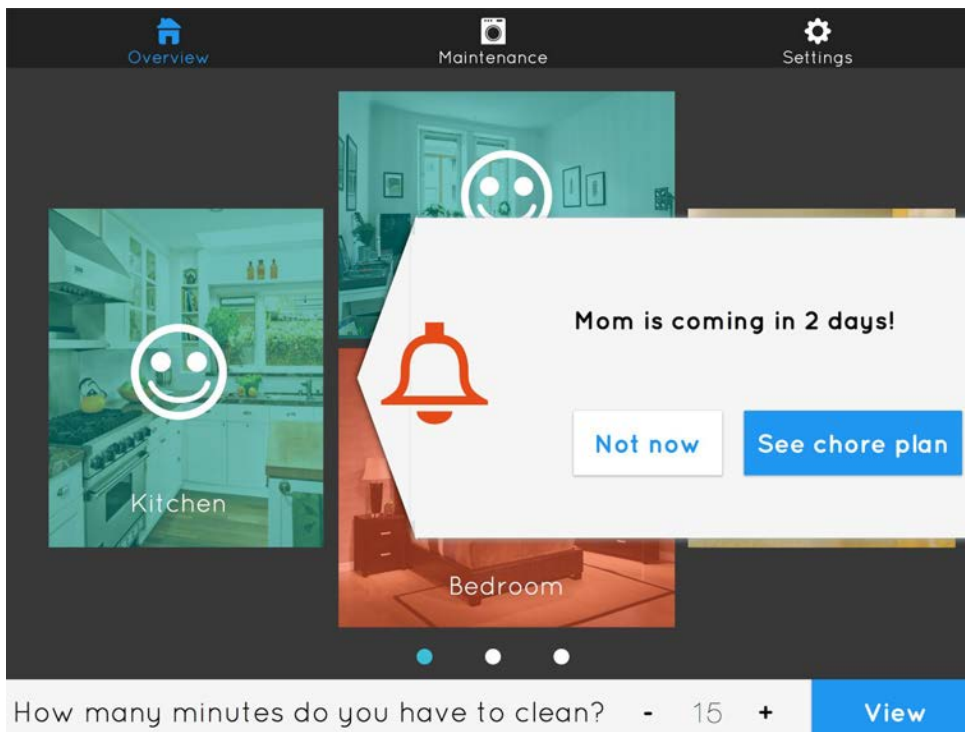 Overview
Maintenance
Settings
Mom is coming in 2 days!
Not now
See chore plan
Kitchen
Bedroom
How many minutes do you have to clean? - 15 + View